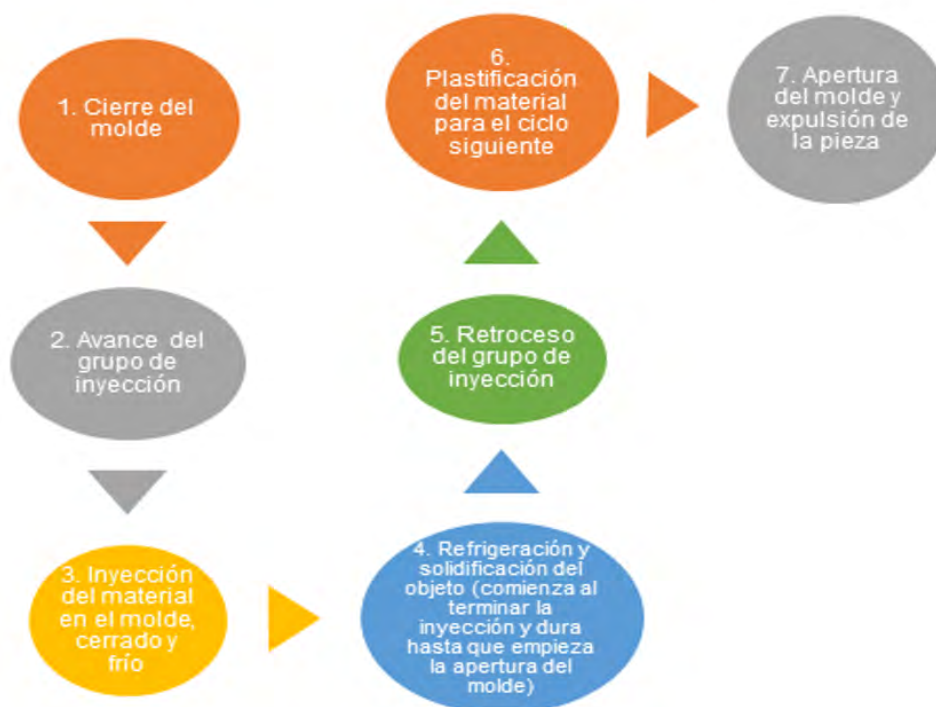 1. Cierre del
molde
2. Avance del
grupo de
inyección
3. Inyección
del material
en el molde,
cerrado y
frío
4. Refrigeración y
solidificación del
objeto (comienza al
terminar la
inyección y dura
hasta que empieza
la apertura del
molde)
5. Retroceso
del grupo de
inyección
6.
Plastificación
del material
para el ciclo
siguiente
7. Apertura
del molde y
expulsión de
la pieza